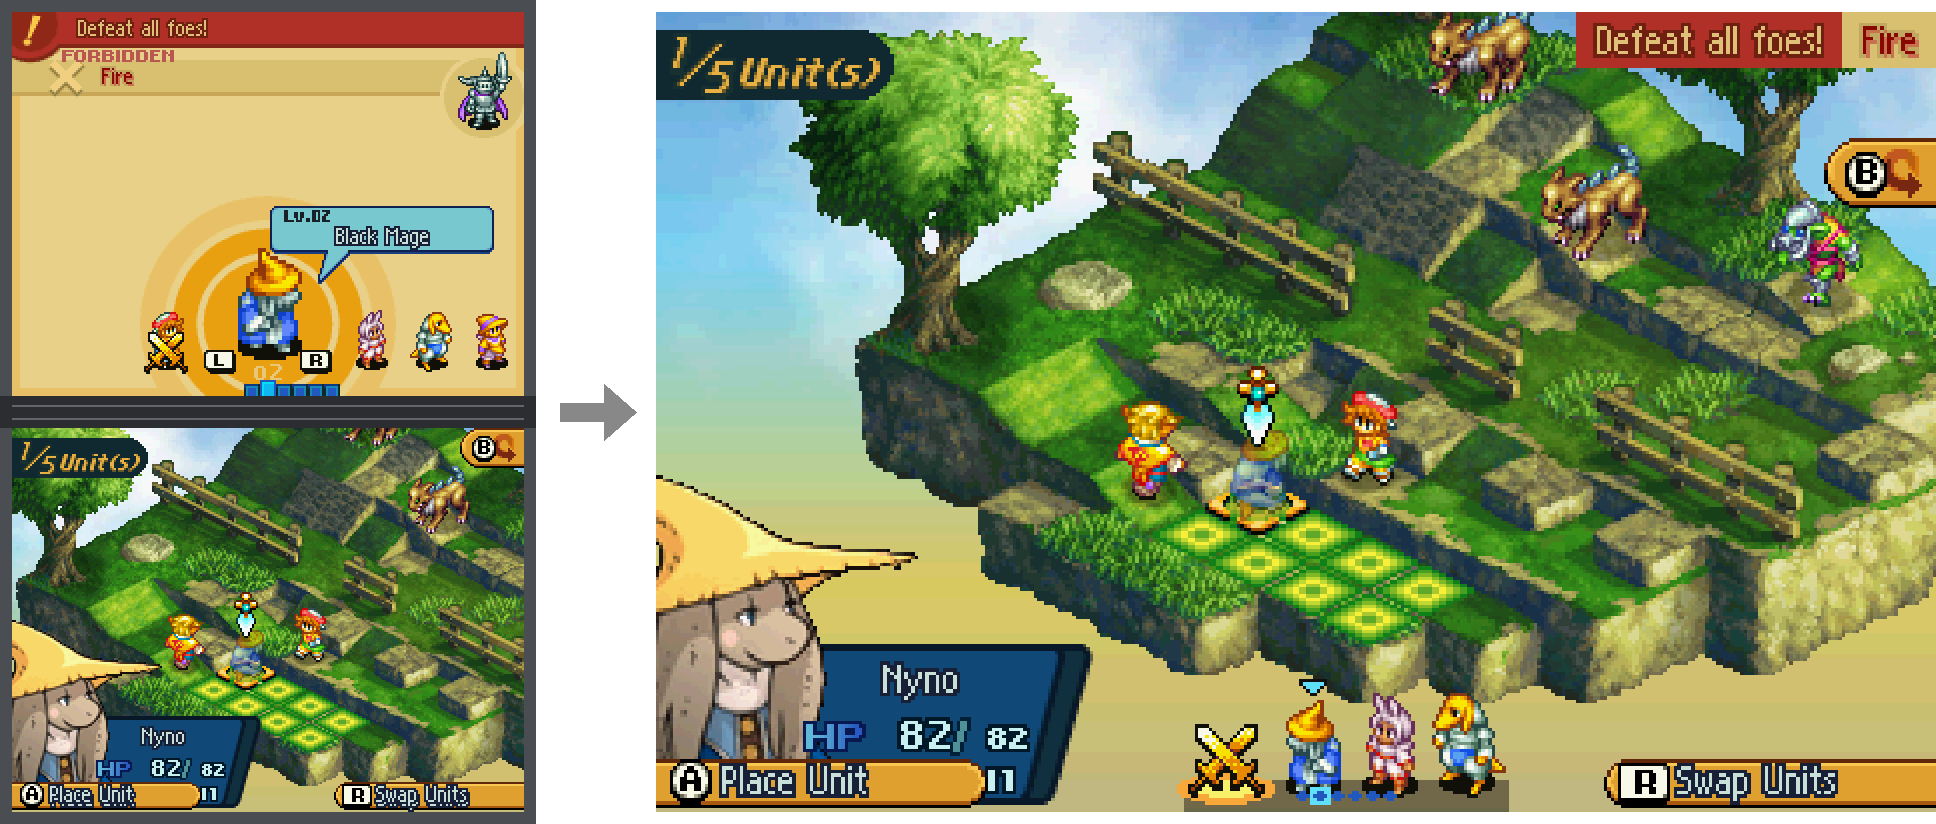 ! Defeat all foes!
FORBIDDEN
Fire
Lv.02
Black Mage
L R
02
1/5 Unit(s)
B
Nyno
HP 82/ 82
11
A Place Unit
R Swap Units
1/5 Unit(s)
Defeat all foes! Fire
B
Nyno
HP 82/ 82
11
A Place Unit
R Swap Units